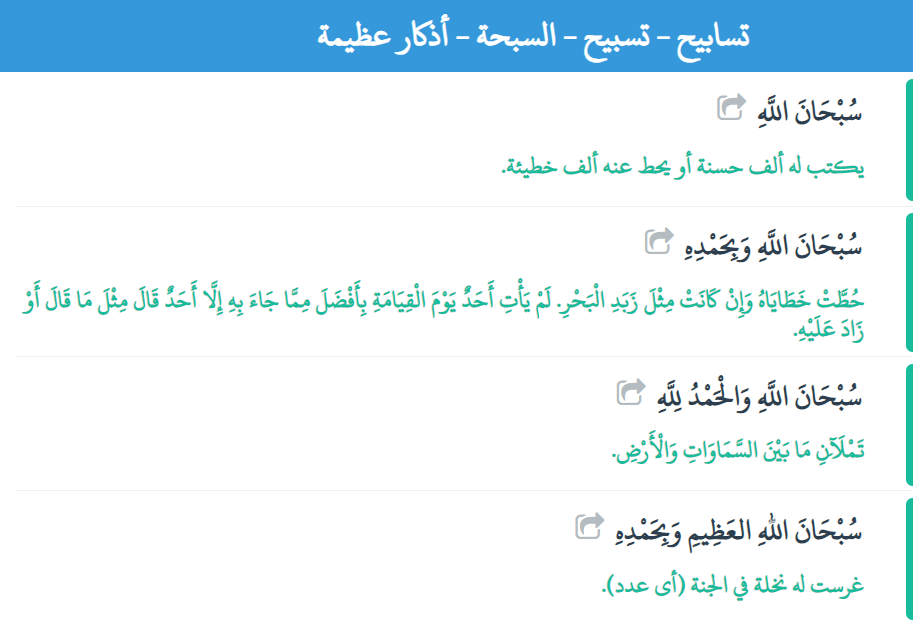 تسابيح - تسبيح - السبحة - أذكار عظيمة
سُبْحَانَ اللَّهِ
يكتب له ألف حسنة أو يحط عنه ألف خطيئة.
سُبْحَانَ اللَّهِ وَبِحَمْدِهِ
حُطَّتْ خَطَايَاهُ وَإِنْ كَانَتْ مِثْلَ زَبَدِ الْبَحْرِ. لَمْ يَأْتِ أَحَدٌ يَوْمَ الْقِيَامَةِ بِأَفْضَلَ مِمَّا جَاءَ بِهِ إِلَّا أَحَدٌ قَالَ مِثْلَ مَا قَالَ أَوْ
زَادَ عَلَيْهِ.
سُبْحَانَ اللَّهِ وَالْحَمْدُ لِلَّهِ
تَمْلَآنِ مَا بَيْنَ السَّمَاوَاتِ وَالْأَرْضِ.
سُبْحَانَ اللهِ العَظِيمِ وَبِحَمْدِهِ
غرست له نخلة في الجنة (أى عدد).